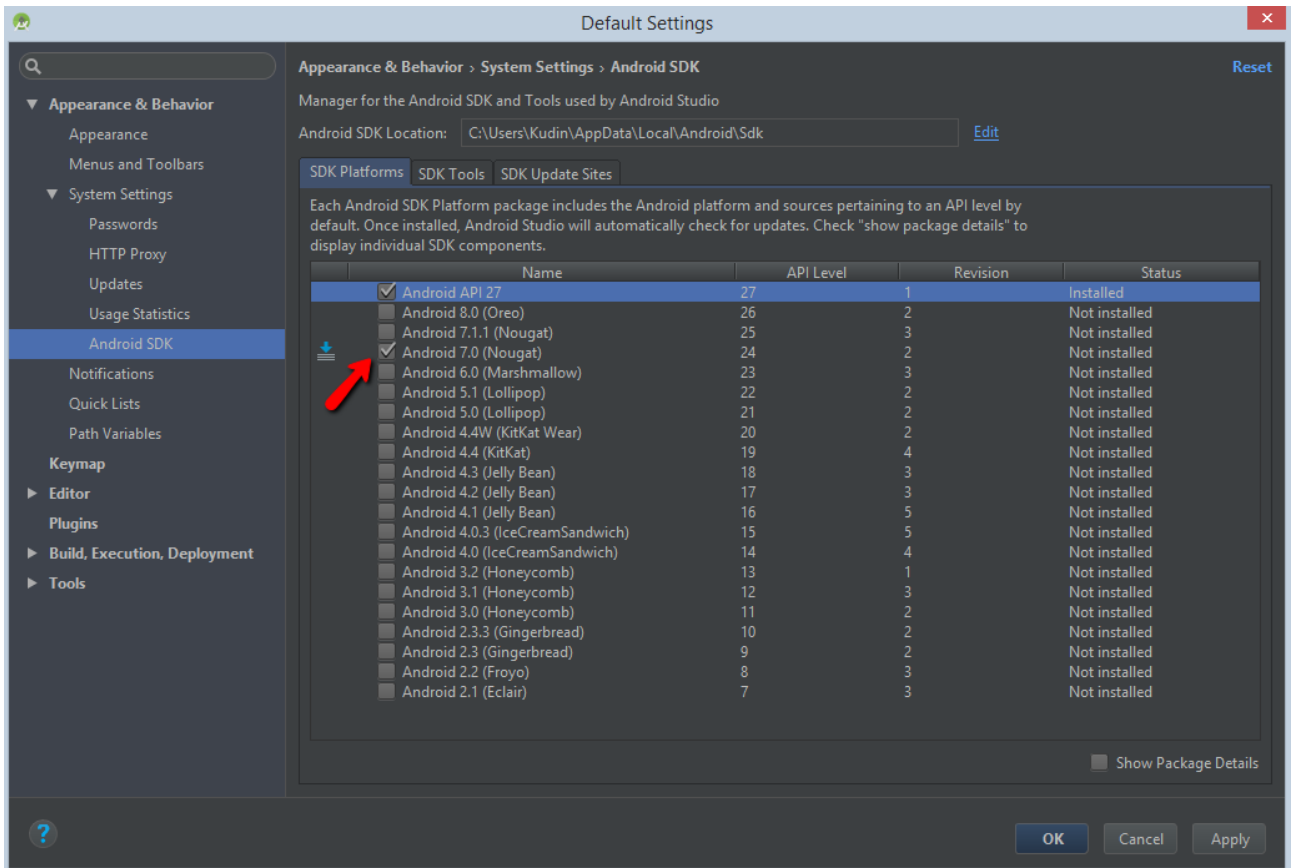 Default Settings
Appearance & Behavior › System Settings › Android SDK
Reset
Appearance & Behavior
Appearance
Menus and Toolbars
System Settings
Passwords
HTTP Proxy
Updates
Usage Statistics
Android SDK
Notifications
Quick Lists
Path Variables
Keymap
Editor
Plugins
Build, Execution, Deployment
Tools
Manager for the Android SDK and Tools used by Android Studio
Android SDK Location: C:\Users\Kudin\AppData\Local\Android\Sdk Edit
SDK Platforms SDK Tools SDK Update Sites
Each Android SDK Platform package includes the Android platform and sources pertaining to an API level by
default. Once installed, Android Studio will automatically check for updates. Check "show package details" to
display individual SDK components.
Name API Level Revision Status
Android API 27 27 1 Installed
Android 8.0 (Oreo) 26 2 Not installed
Android 7.1.1 (Nougat) 25 3 Not installed
Android 7.0 (Nougat) 24 2 Not installed
Android 6.0 (Marshmallow) 23 3 Not installed
Android 5.1 (Lollipop) 22 2 Not installed
Android 5.0 (Lollipop) 21 2 Not installed
Android 4.4W (KitKat Wear) 20 2 Not installed
Android 4.4 (KitKat) 19 4 Not installed
Android 4.3 (Jelly Bean) 18 3 Not installed
Android 4.2 (Jelly Bean) 17 3 Not installed
Android 4.1 (Jelly Bean) 16 5 Not installed
Android 4.0.3 (IceCreamSandwich) 15 5 Not installed
Android 4.0 (IceCreamSandwich) 14 4 Not installed
Android 3.2 (Honeycomb) 13 1 Not installed
Android 3.1 (Honeycomb) 12 3 Not installed
Android 3.0 (Honeycomb) 11 2 Not installed
Android 2.3.3 (Gingerbread) 10 2 Not installed
Android 2.3 (Gingerbread) 9 2 Not installed
Android 2.2 (Froyo) 8 3 Not installed
Android 2.1 (Eclair) 7 3 Not installed
Show Package Details
?
OK Cancel Apply